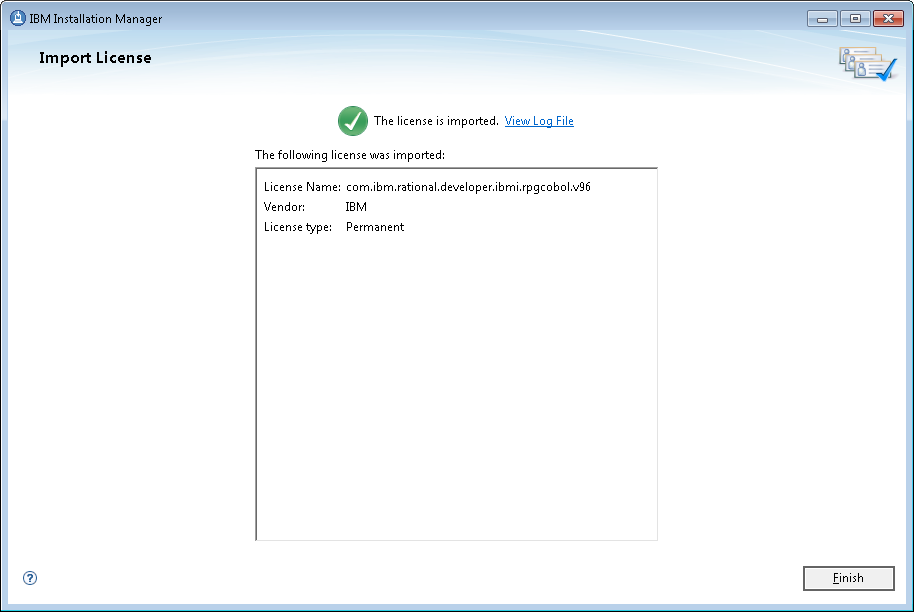 IBM Installation Manager
Import License
The license is imported. View Log File
The following license was imported:
License Name: com.ibm.rational.developer.ibmi.rpgcobol.v96
Vendor: IBM
License type: Permanent
?
Finish